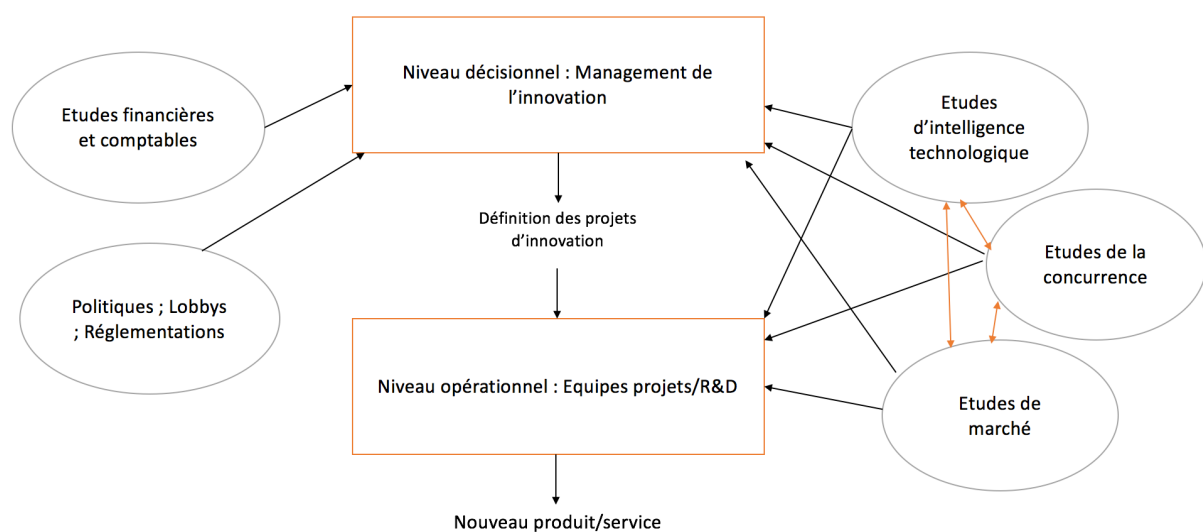 Niveau décisionnel : Management de
l’innovation
Etudes financières
et comptables
Etudes
d’intelligence
technologique
Définition des projets
d’innovation
Etudes de la
concurrence
Politiques ; Lobbys
; Réglementations
Niveau opérationnel : Equipes projets/R&D
Etudes de
marché
Nouveau produit/service